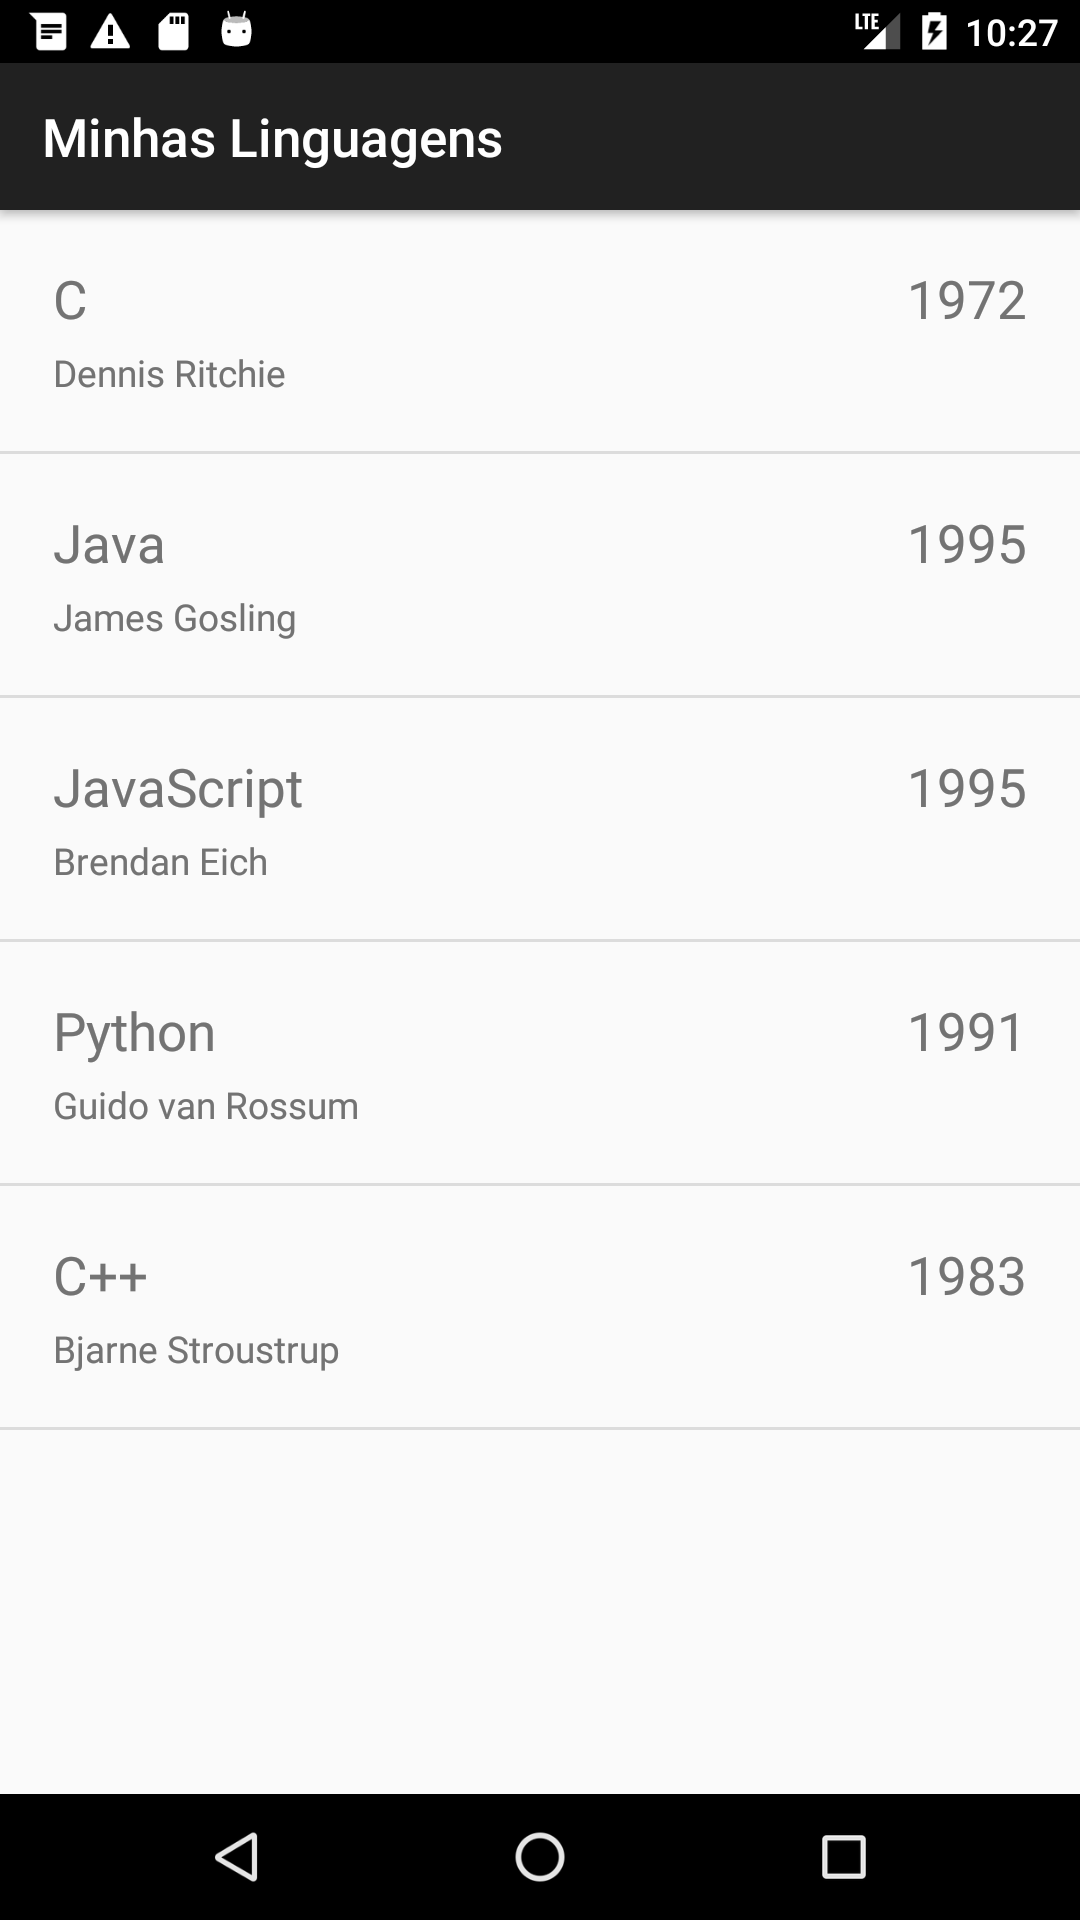 LTE 10:27
Minhas Linguagens
C 1972
Dennis Ritchie
Java 1995
James Gosling
JavaScript 1995
Brendan Eich
Python 1991
Guido van Rossum
C++ 1983
Bjarne Stroustrup